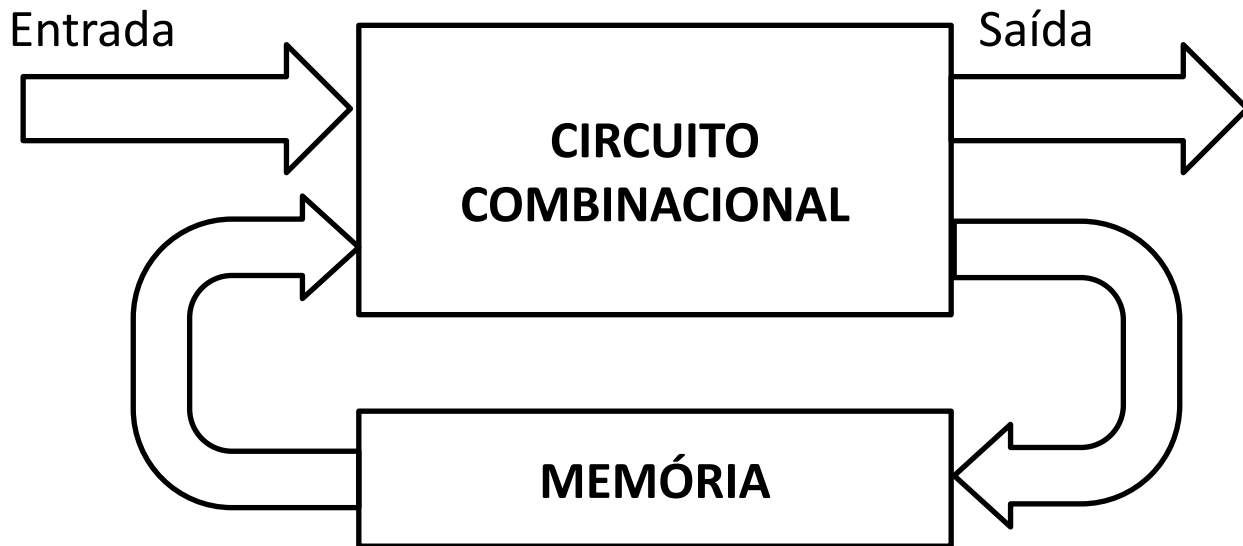 Entrada
Saída
CIRCUITO
COMBINACIONAL
MEMÓRIA